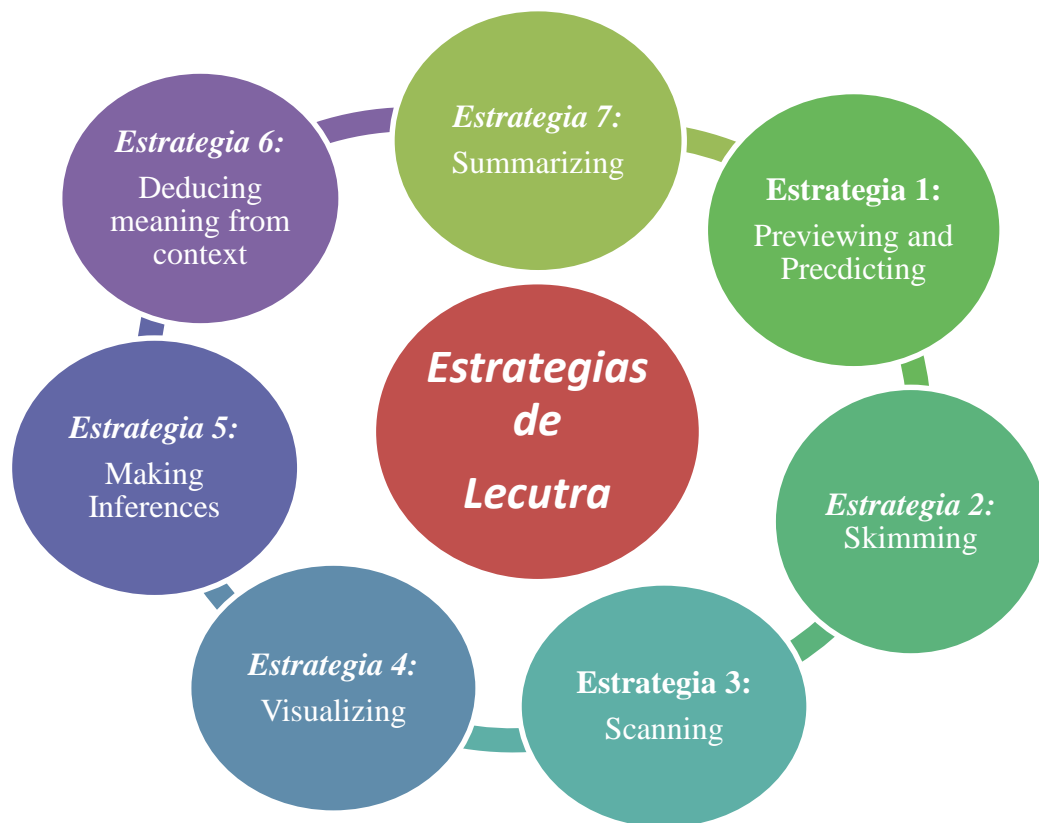 Estrategias
de
Lecutra
Estrategia 1:
Previewing and
Precdicting
Estrategia 2:
Skimming
Estrategia 3:
Scanning
Estrategia 4:
Visualizing
Estrategia 5:
Making
Inferences
Estrategia 6:
Deducing
meaning from
context
Estrategia 7:
Summarizing